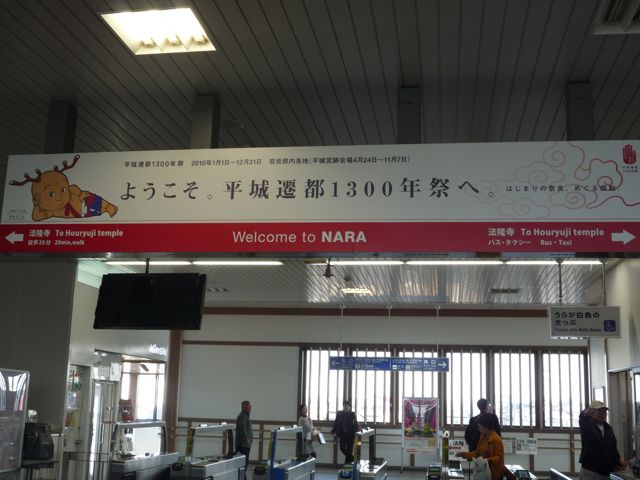 平城遷都1300年祭 2010年1月1日〜12月31日 奈良県内各地(平城宮跡会場4月24日〜11月7日)
ようこそ。平城遷都1300年祭へ。
はじまりの奈良、めぐる感動
法隆寺 To Houryuji temple
徒歩20分 20min,walk
Welcome to NARA
法隆寺 To Houryuji temple
バス・タクシー Bus・Taxi
うらが白色の
きっぷ